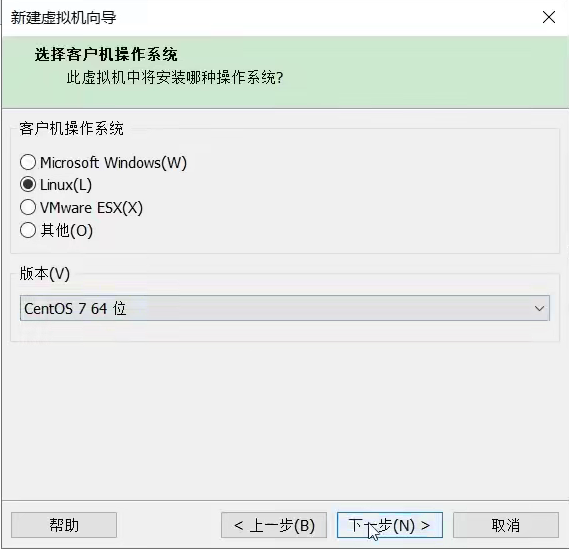 新建虚拟机向导
选择客户机操作系统
此虚拟机中将安装哪种操作系统?
客户机操作系统
Microsoft Windows(W)
Linux(L)
VMware ESX(X)
其他(O)
版本(V)
CentOS 7 64 位
帮助
< 上一步(B)
下一步(N) >
取消